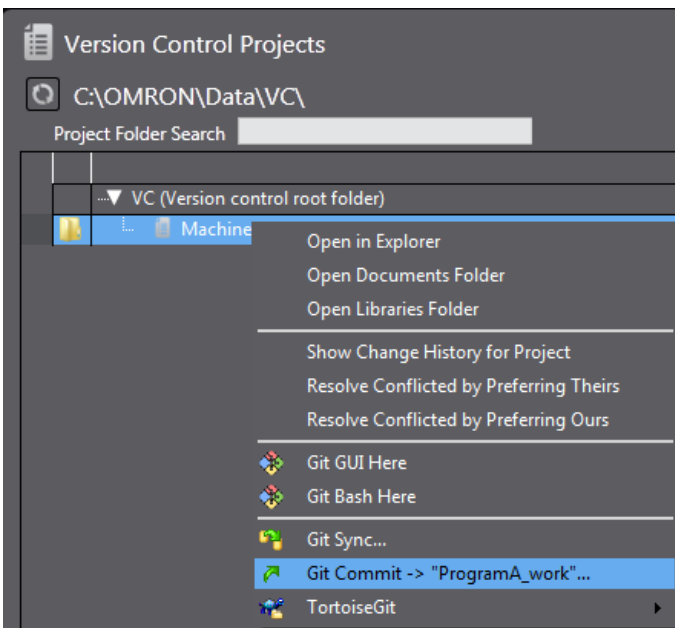 Version Control Projects
C:\OMRON\Data\VC\
Project Folder Search
VC (Version control root folder)
Machine
Open in Explorer
Open Documents Folder
Open Libraries Folder
Show Change History for Project
Resolve Conflicted by Preferring Theirs
Resolve Conflicted by Preferring Ours
Git GUI Here
Git Bash Here
Git Sync...
Git Commit -> "ProgramA_work"...
TortoiseGit